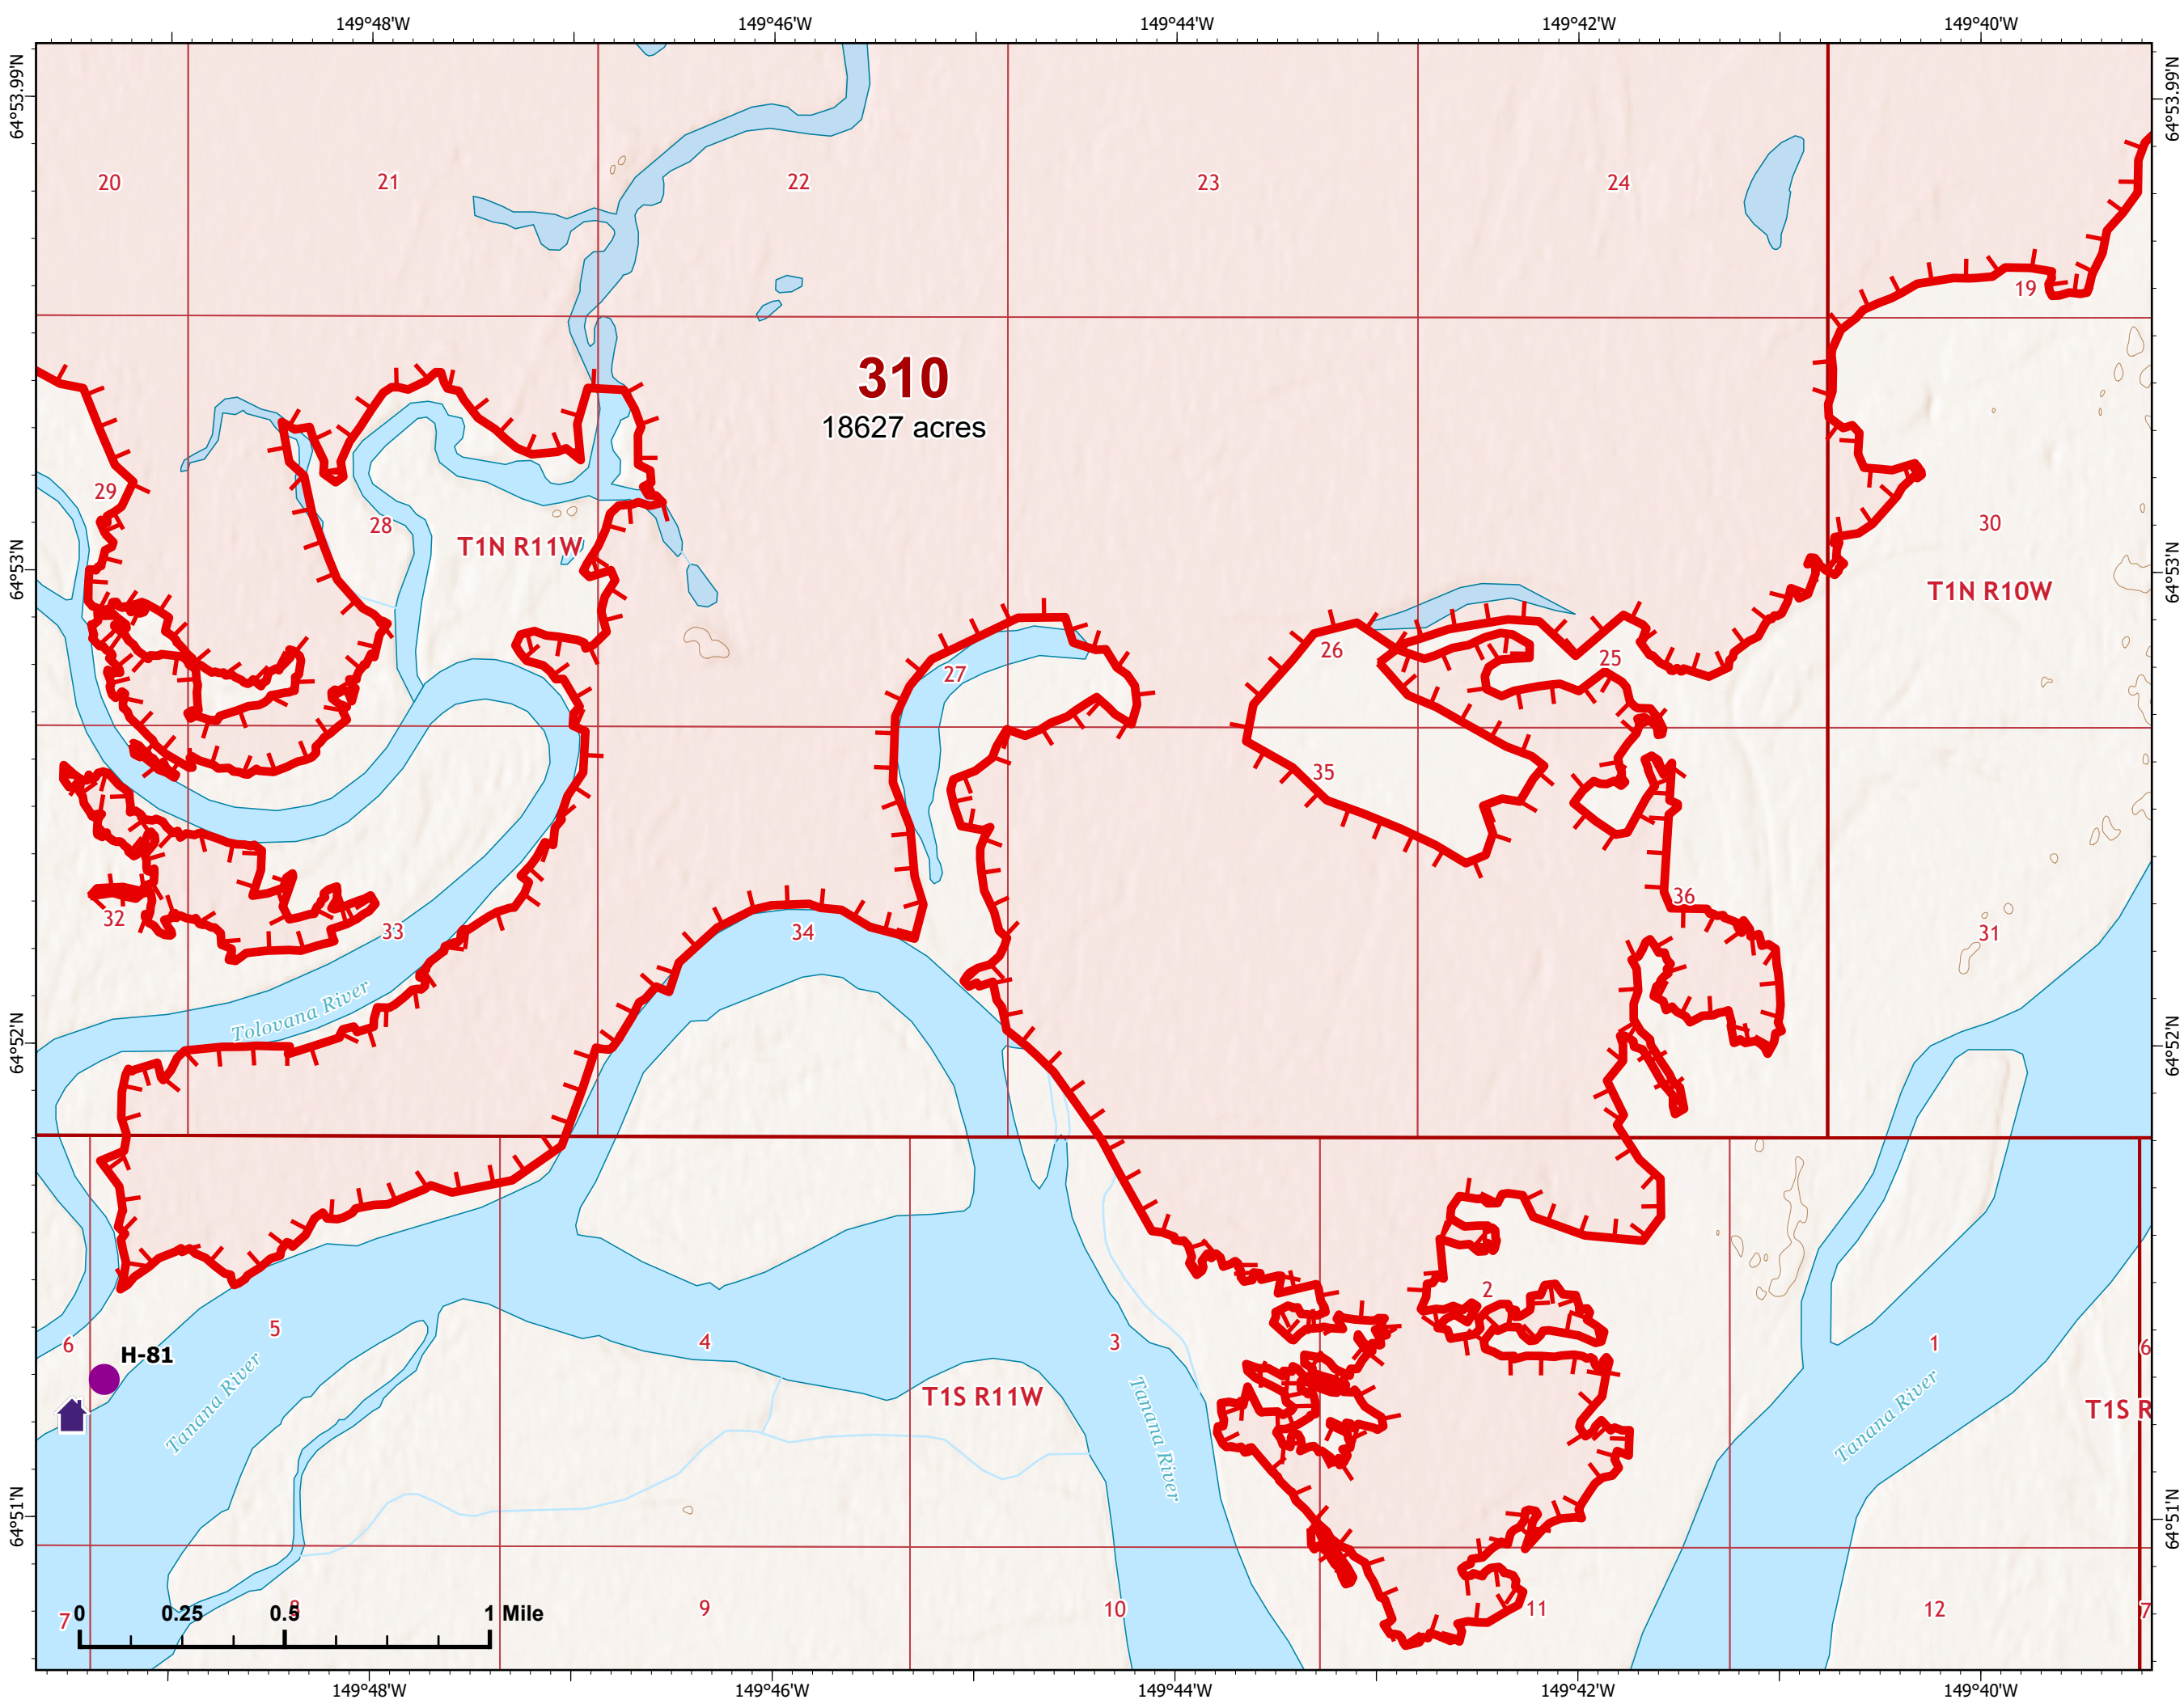 149°48'W 149°46'W 149°44'W 149°42'W 149°40'W
64°53.99'N 64°53.99'N
20 21 22 23 24
19
310
18627 acres
29 28 30
T1N R11W
64°53'N 64°53'N
T1N R10W
27 26 25
35
36
32 33 34 31
Tolovana River
64°52'N 64°52'N
2
6 5 4 3 1 6
H-81
Tanana River
Tanana River
Tanana River
T1S R11W
T1S R
64°51'N 64°51'N
7 8 9 10 11 12 7
0 0.25 0.5 1 Mile
149°48'W 149°46'W 149°44'W 149°42'W 149°40'W